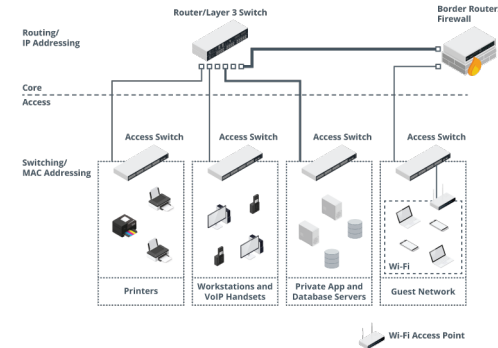 Router/Layer 3 Switch
Border Router
Firewall
Routing/
IP Addressing
Core
Access
Access Switch
Access Switch
Access Switch
Access Switch
Switching/
MAC Addressing
Wi-Fi
Printers
Workstations and
VoIP Handsets
Private App and
Database Servers
Guest Network
Wi-Fi Access Point